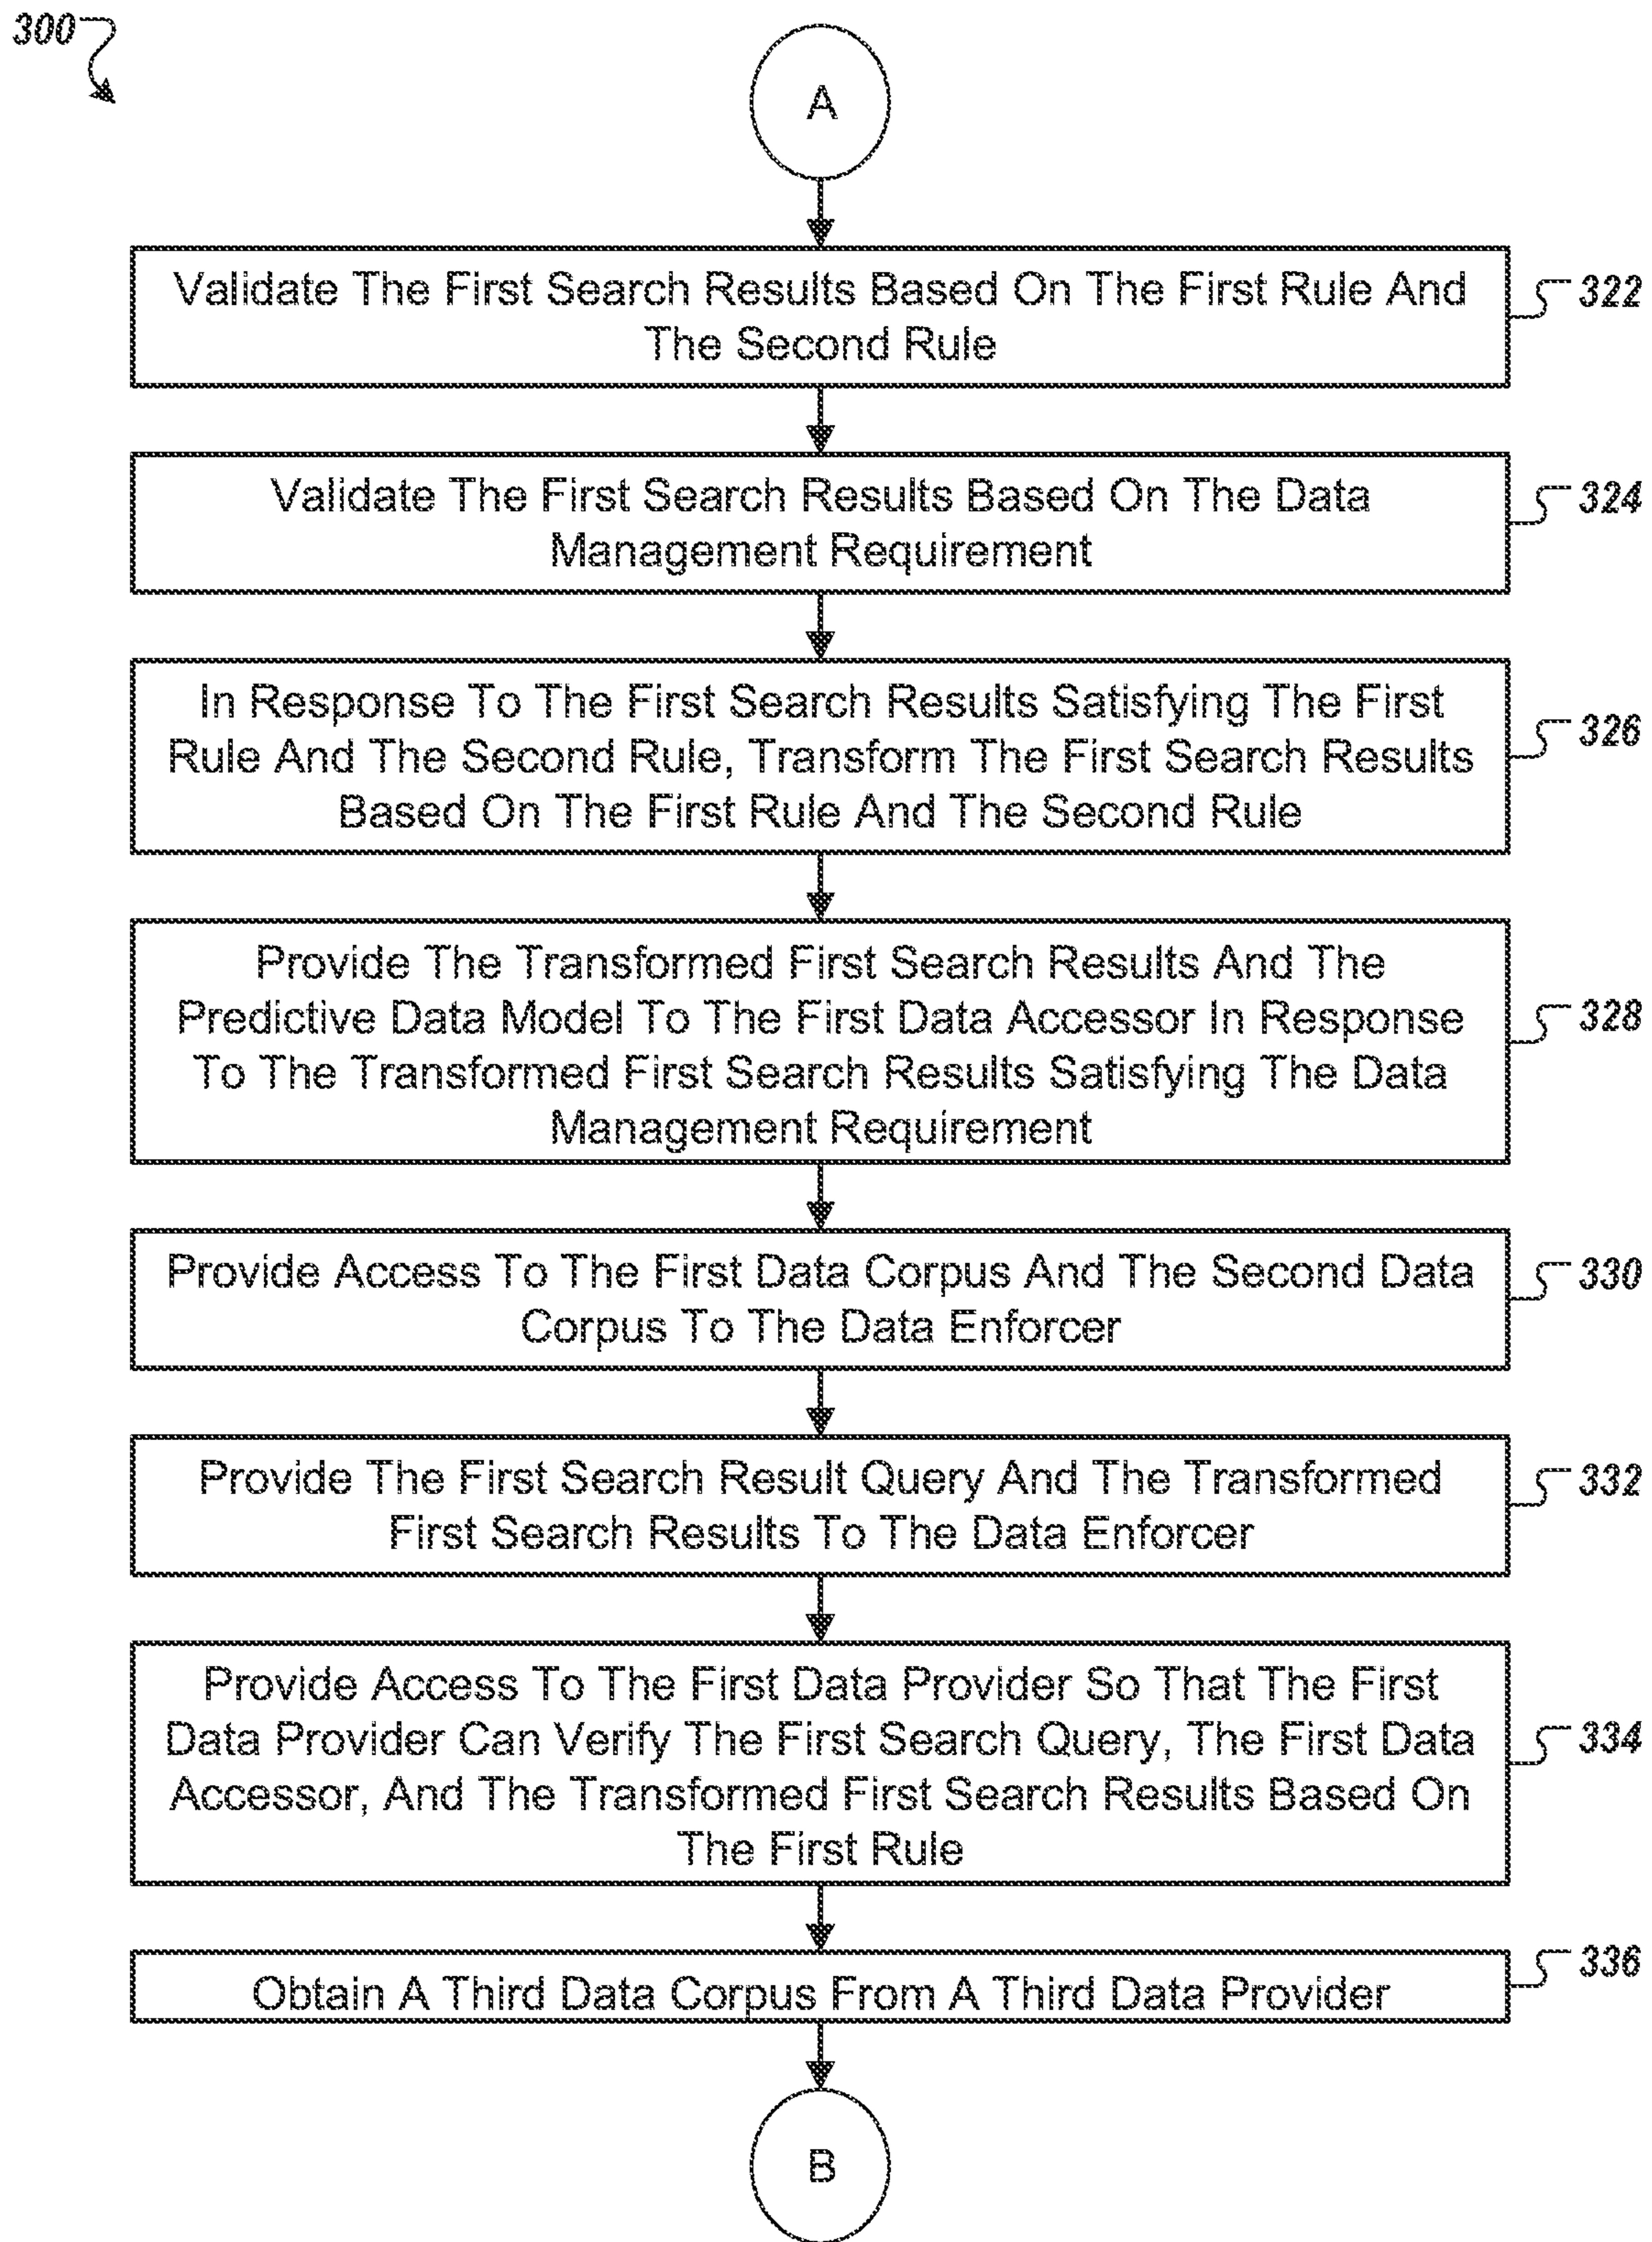 300
A
Validate The First Search Results Based On The First Rule And
The Second Rule
322
Validate The First Search Results Based On The Data
Management Requirement
324
In Response To The First Search Results Satisfying The First
Rule And The Second Rule, Transform The First Search Results
Based On The First Rule And The Second Rule
326
Provide The Transformed First Search Results And The
Predictive Data Model To The First Data Accessor In Response
To The Transformed First Search Results Satisfying The Data
Management Requirement
328
Provide Access To The First Data Corpus And The Second Data
Corpus To The Data Enforcer
330
Provide The First Search Result Query And The Transformed
First Search Results To The Data Enforcer
332
Provide Access To The First Data Provider So That The First
Data Provider Can Verify The First Search Query, The First Data
Accessor, And The Transformed First Search Results Based On
The First Rule
334
Obtain A Third Data Corpus From A Third Data Provider
336
B